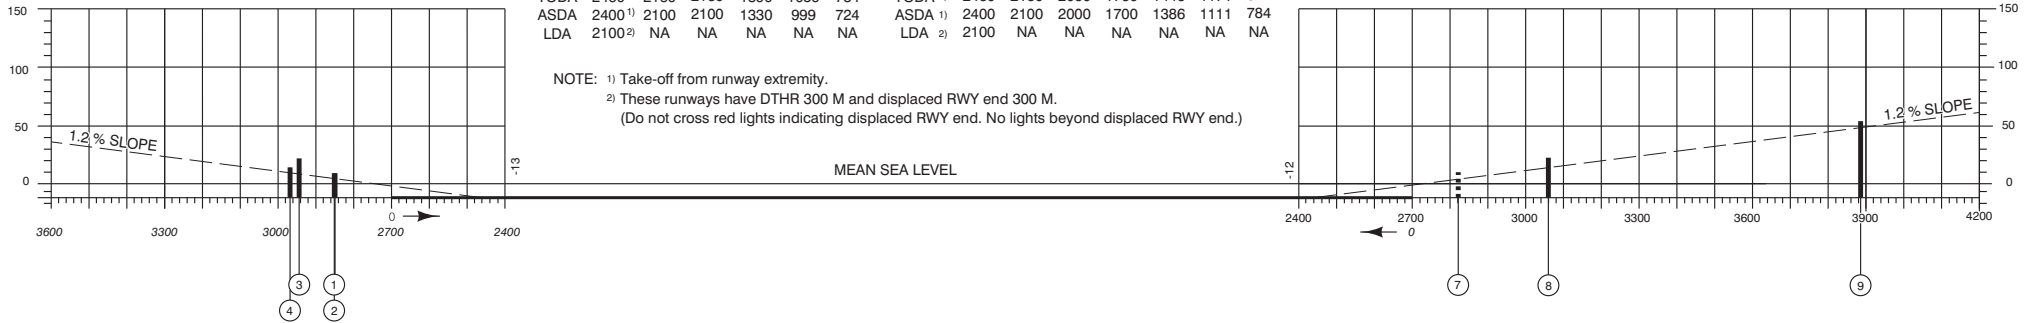 ASDA 2400 1) 2100 2100 1330 999 724 ASDA 1) 2400 2100 2000 1700 1386 1111 784
LDA 2100 2) NA NA NA NA NA LDA 2) 2100 NA NA NA NA NA NA
NOTE: 1) Take-off from runway extremity.
2) These runways have DTHR 300 M and displaced RWY end 300 M.
(Do not cross red lights indicating displaced RWY end. No lights beyond displaced RWY end.)
150
100
50
0
1.2 % SLOPE
-13
MEAN SEA LEVEL
-12
1.2 % SLOPE
150
100
50
0
0
3600 3300 3000 2700 2400
2400 2700 3000 3300 3600 3900 4200
0
3 1
4 2
7 8 9